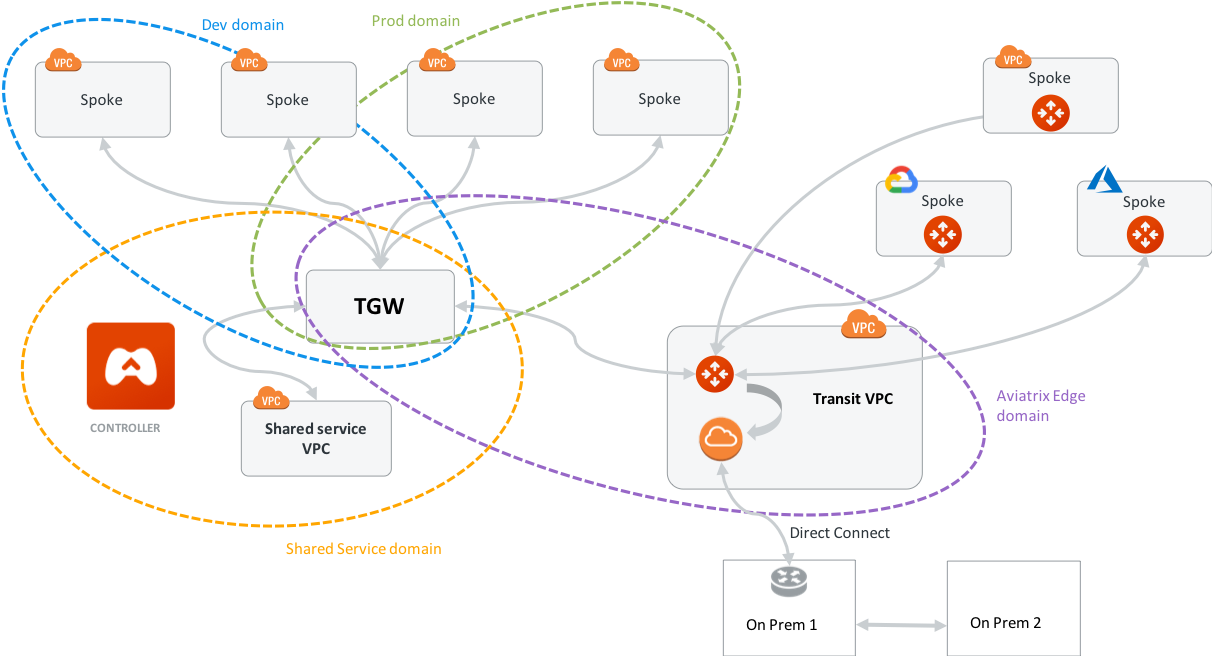 Dev domain
Prod domain
VPC
Spoke
VPC
Spoke
VPC
Spoke
VPC
Spoke
VPC
Spoke
Spoke
Spoke
TGW
CONTROLLER
VPC
Shared service
VPC
VPC
Transit VPC
Aviatrix Edge
domain
Shared Service domain
Direct Connect
On Prem 1
On Prem 2